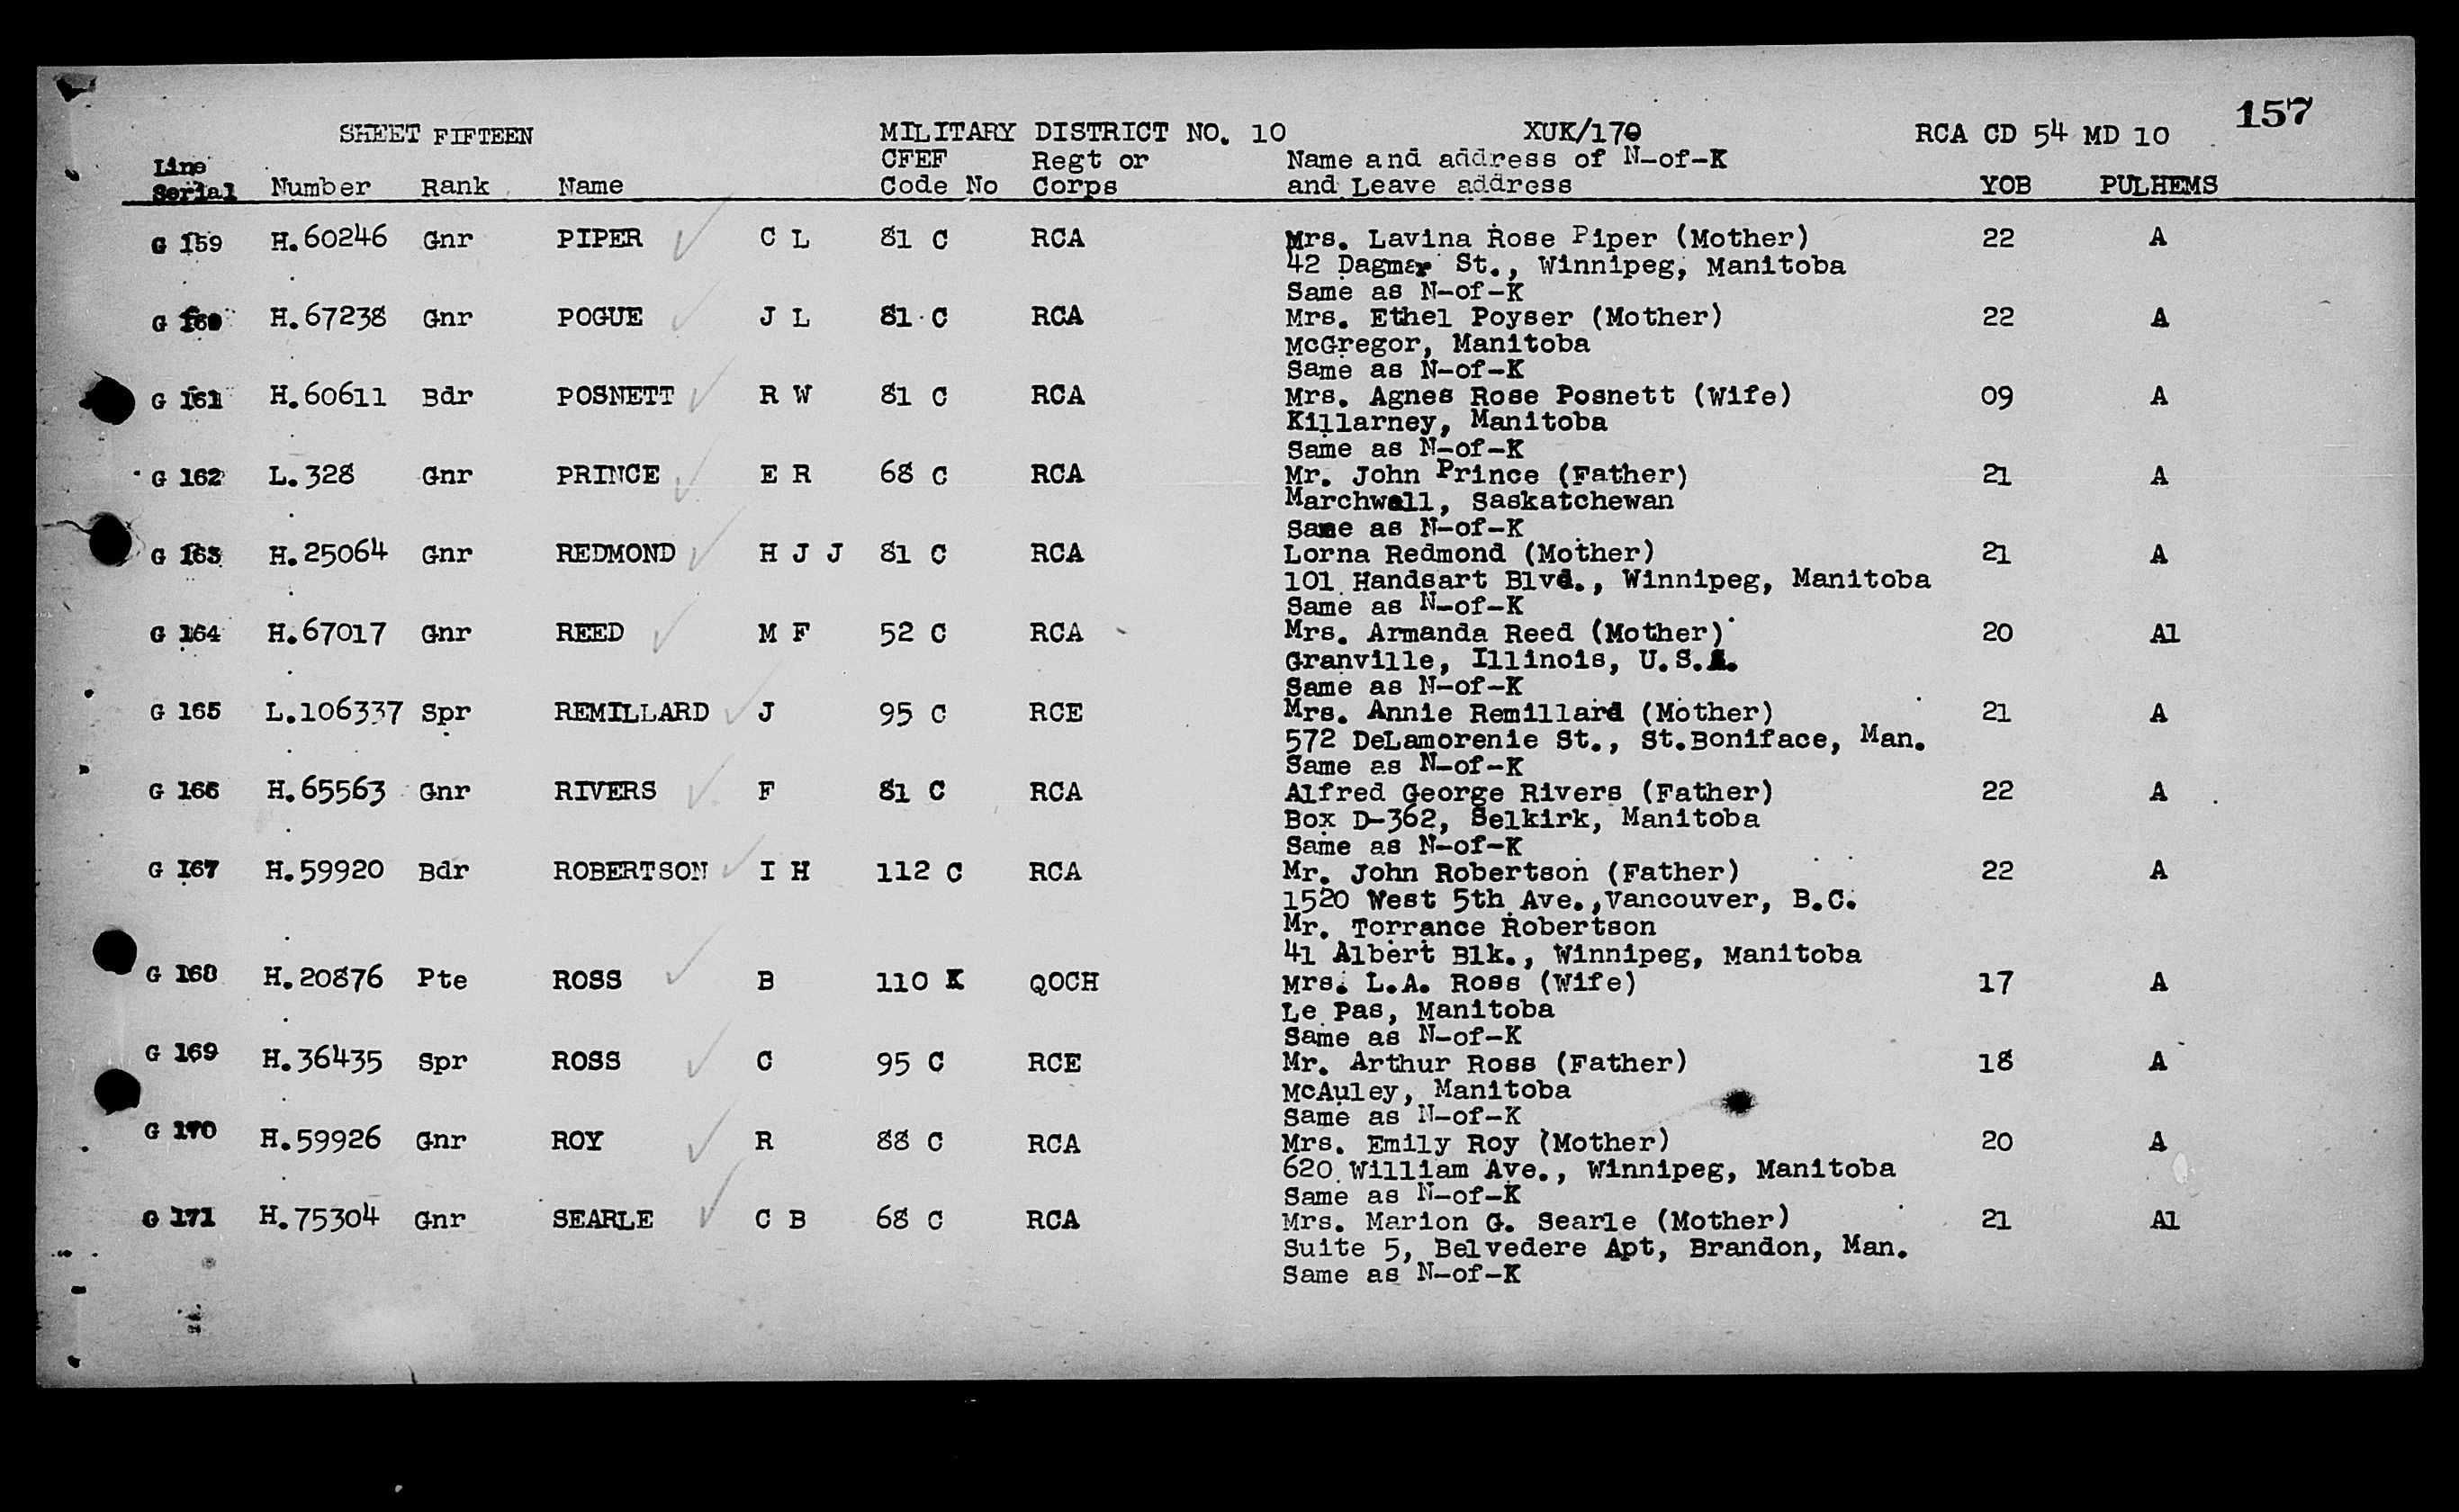 157
SHEET FIFTEEN MILITARY DISTRICT NO. 10 XUK/170 RCA CD 54 MD 10
Line CFEF Regt or Name and address of N-of-K
Serial Number Rank Name Code No Corps and Leave address YOB PULHEMS
G 159 H.60246 Gnr PIPER C L 81 C RCA Mrs. Lavina Rose Piper (Mother) 22 A
42 Dagmar St., Winnipeg, Manitoba
Same as N-of-K
G 160 H.67238 Gnr POGUE J L 81 C RCA Mrs. Ethel Poyser (Mother) 22 A
McGregor, Manitoba
Same as N-of-K
G 161 H.60611 Bdr POSNETT R W 81 C RCA Mrs. Agnes Rose Posnett (Wife) 09 A
Killarney, Manitoba
Same as N-of-K
G 162 L.328 Gnr PRINCE E R 68 C RCA Mr. John Prince (Father) 21 A
Marchwell, Saskatchewan
Same as N-of-K
G 163 H.25064 Gnr REDMOND H J J 81 C RCA Lorna Redmond (Mother) 21 A
101 Handsart Blvd., Winnipeg, Manitoba
Same as N-of-K
G 164 H.67017 Gnr REED M F 52 C RCA Mrs. Armanda Reed (Mother) 20 A1
Granville, Illinois, U.S.A.
Same as N-of-K
G 165 L.106337 Spr REMILLARD J 95 C RCE Mrs. Annie Remillard (Mother) 21 A
572 DeLamorenie St., St.Boniface, Man.
Same as N-of-K
G 166 H.65563 Gnr RIVERS F 81 C RCA Alfred George Rivers (Father) 22 A
Box D-362, Selkirk, Manitoba
Same as N-of-K
G 167 H.59920 Bdr ROBERTSON I H 112 C RCA Mr. John Robertson (Father) 22 A
1520 West 5th Ave.,Vancouver, B.C.
Mr. Torrance Robertson
41 Albert Blk., Winnipeg, Manitoba
G 168 H.20876 Pte ROSS B 110 K QOCH Mrs. L.A. Ross (Wife) 17 A
Le Pas, Manitoba
Same as N-of-K
G 169 H.36435 Spr ROSS C 95 C RCE Mr. Arthur Ross (Father) 18 A
McAuley, Manitoba
Same as N-of-K
G 170 H.59926 Gnr ROY R 88 C RCA Mrs. Emily Roy (Mother) 20 A
620 William Ave., Winnipeg, Manitoba
Same as N-of-K
G 171 H.75304 Gnr SEARLE C B 68 C RCA Mrs. Marion G. Searle (Mother) 21 A1
Suite 5, Belvedere Apt, Brandon, Man.
Same as N-of-K